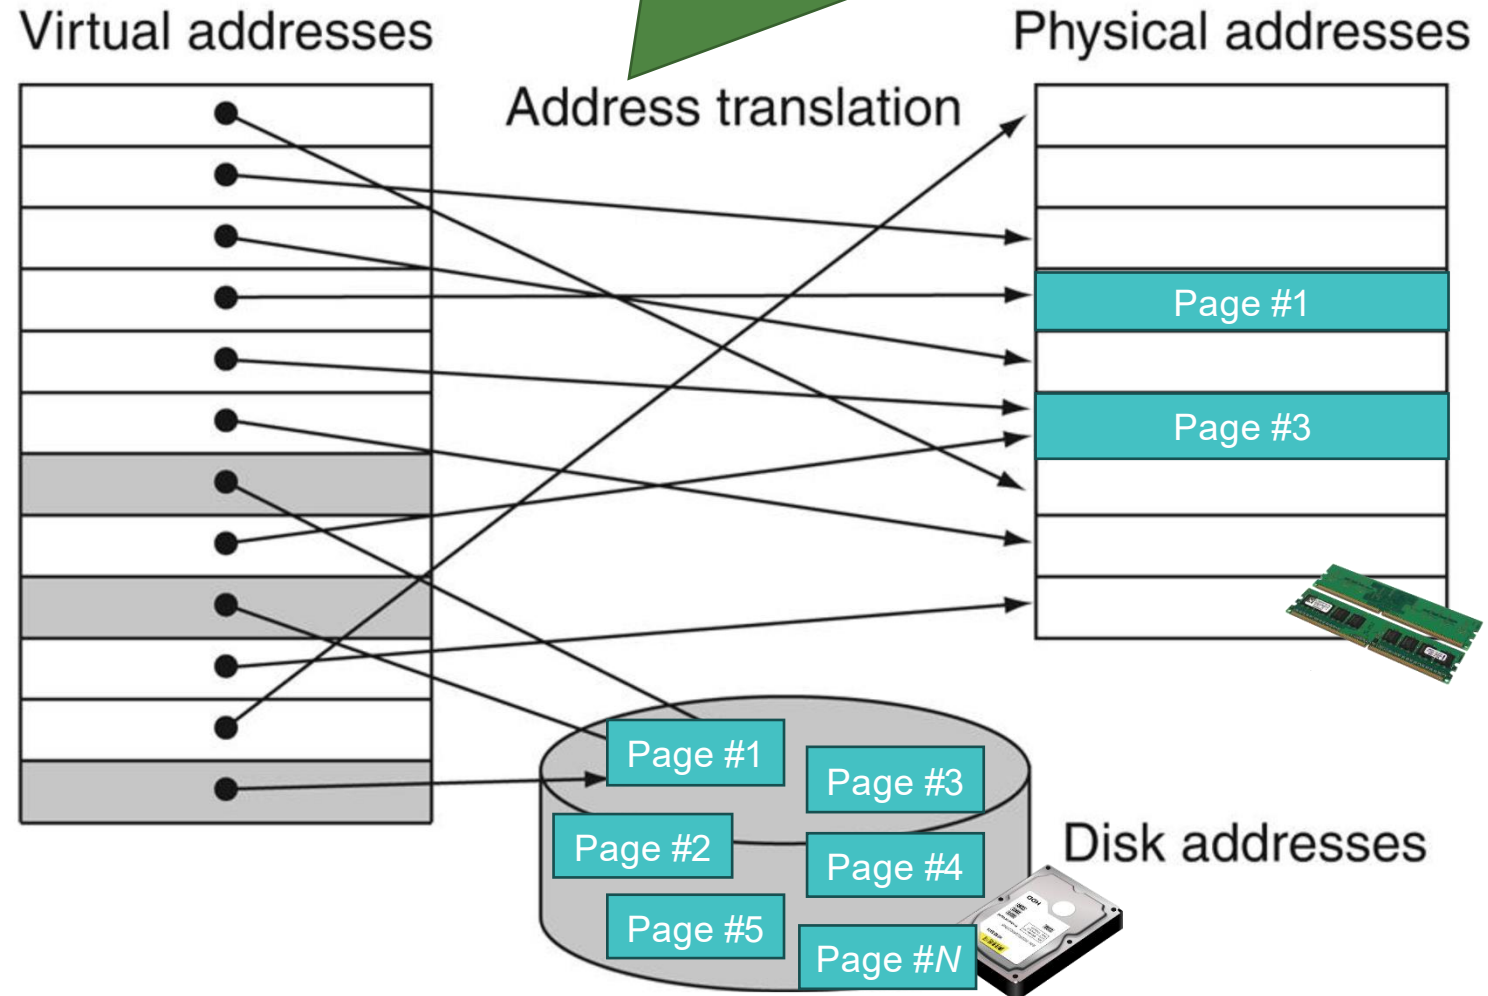 Virtual addresses
Physical addresses
Address translation
Page #1
Page #3
Page #1
Page #3
Page #2
Disk addresses
Page #4
Page #5
Page #N
HDD